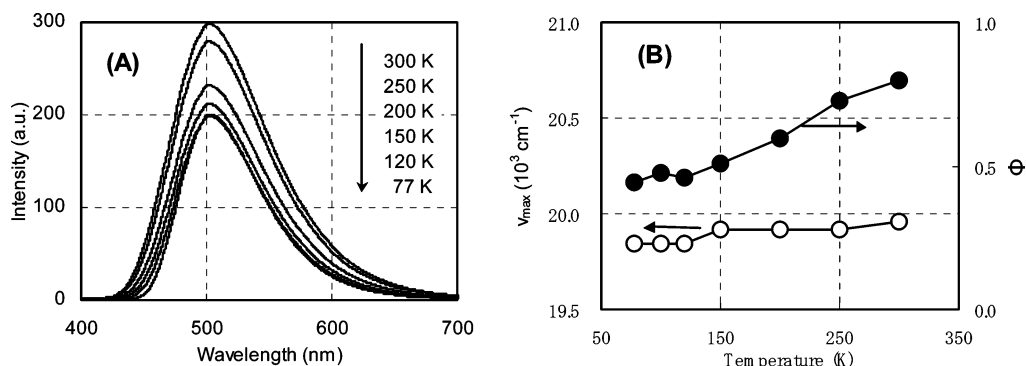 (A)
300
200
100
0
Intensity (a.u.)
400
500
600
700
Wavelength (nm)
300 K
250 K
200 K
150 K
120 K
77 K
(B)
21.0
20.5
20.0
19.5
νmax (10³ cm⁻¹)
50
150
250
350
Temperature (K)
1.0
0.5
0.0
Φ